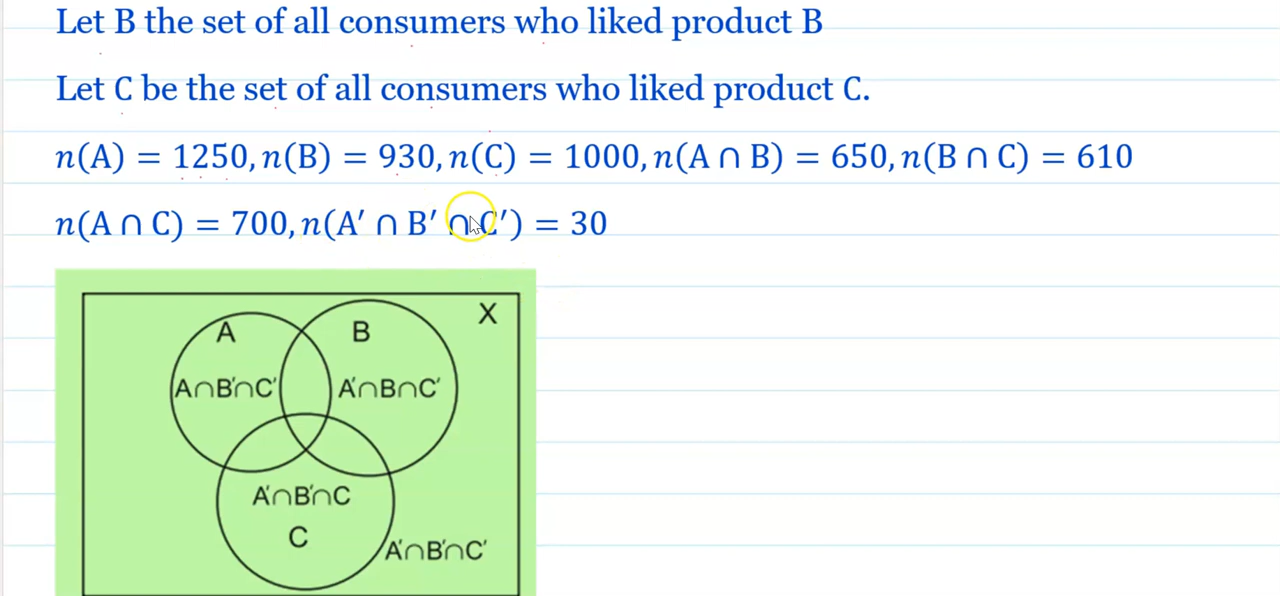 Let B the set of all consumers who liked product B
Let C be the set of all consumers who liked product C.
n(A) = 1250, n(B) = 930, n(C) = 1000, n(A ∩ B) = 650, n(B ∩ C) = 610
n(A ∩ C) = 700, n(A′ ∩ B′ ∩ C′) = 30
X
A
B
A∩B′∩C′
A′∩B∩C′
A′∩B′∩C
C
A′∩B′∩C′